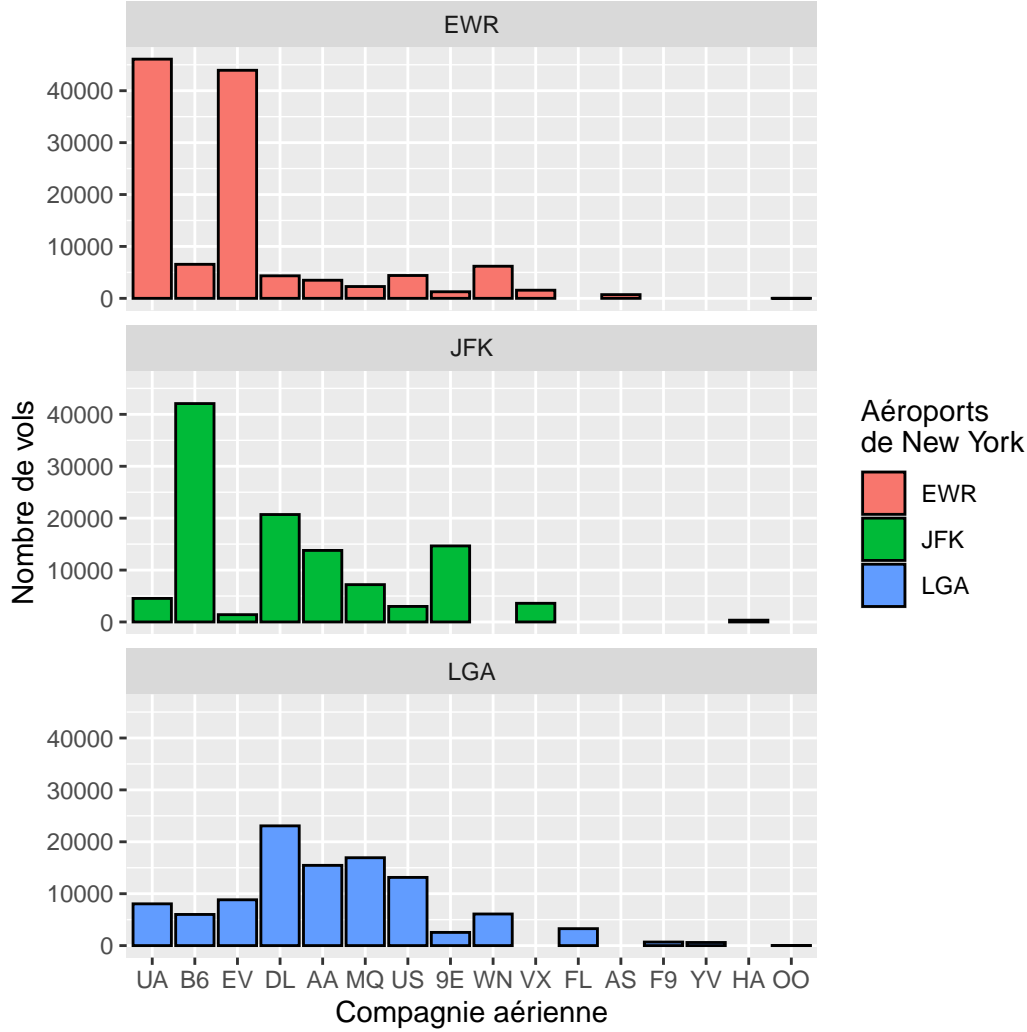 EWR
40000
30000
20000
10000
0
JFK
40000
30000
20000
10000
0
LGA
40000
30000
20000
10000
0
UA B6 EV DL AA MQ US 9E WN VX FL AS F9 YV HA OO
Compagnie aérienne
Nombre de vols
Aéroports
de New York
EWR
JFK
LGA